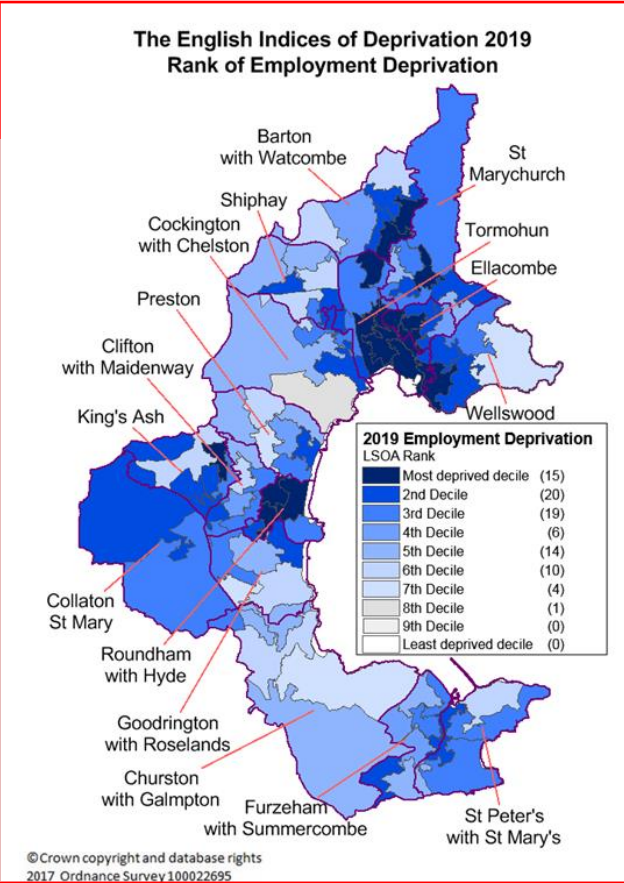 The English Indices of Deprivation 2019
Rank of Employment Deprivation
Barton
with Watcombe
St
Marychurch
Shiphay
Cockington
with Chelston
Tormohun
Ellacombe
Preston
Clifton
with Maidenway
King's Ash
Wellswood
2019 Employment Deprivation
LSOA Rank
Most deprived decile (15)
2nd Decile (20)
3rd Decile (19)
4th Decile (6)
5th Decile (14)
6th Decile (10)
7th Decile (4)
8th Decile (1)
9th Decile (0)
Least deprived decile (0)
Collaton
St Mary
Roundham
with Hyde
Goodrington
with Roselands
Churston
with Galmpton
Furzeham
with Summercombe
St Peter's
with St Mary's
©Crown copyright and database rights
2017 Ordnance Survey 100022695